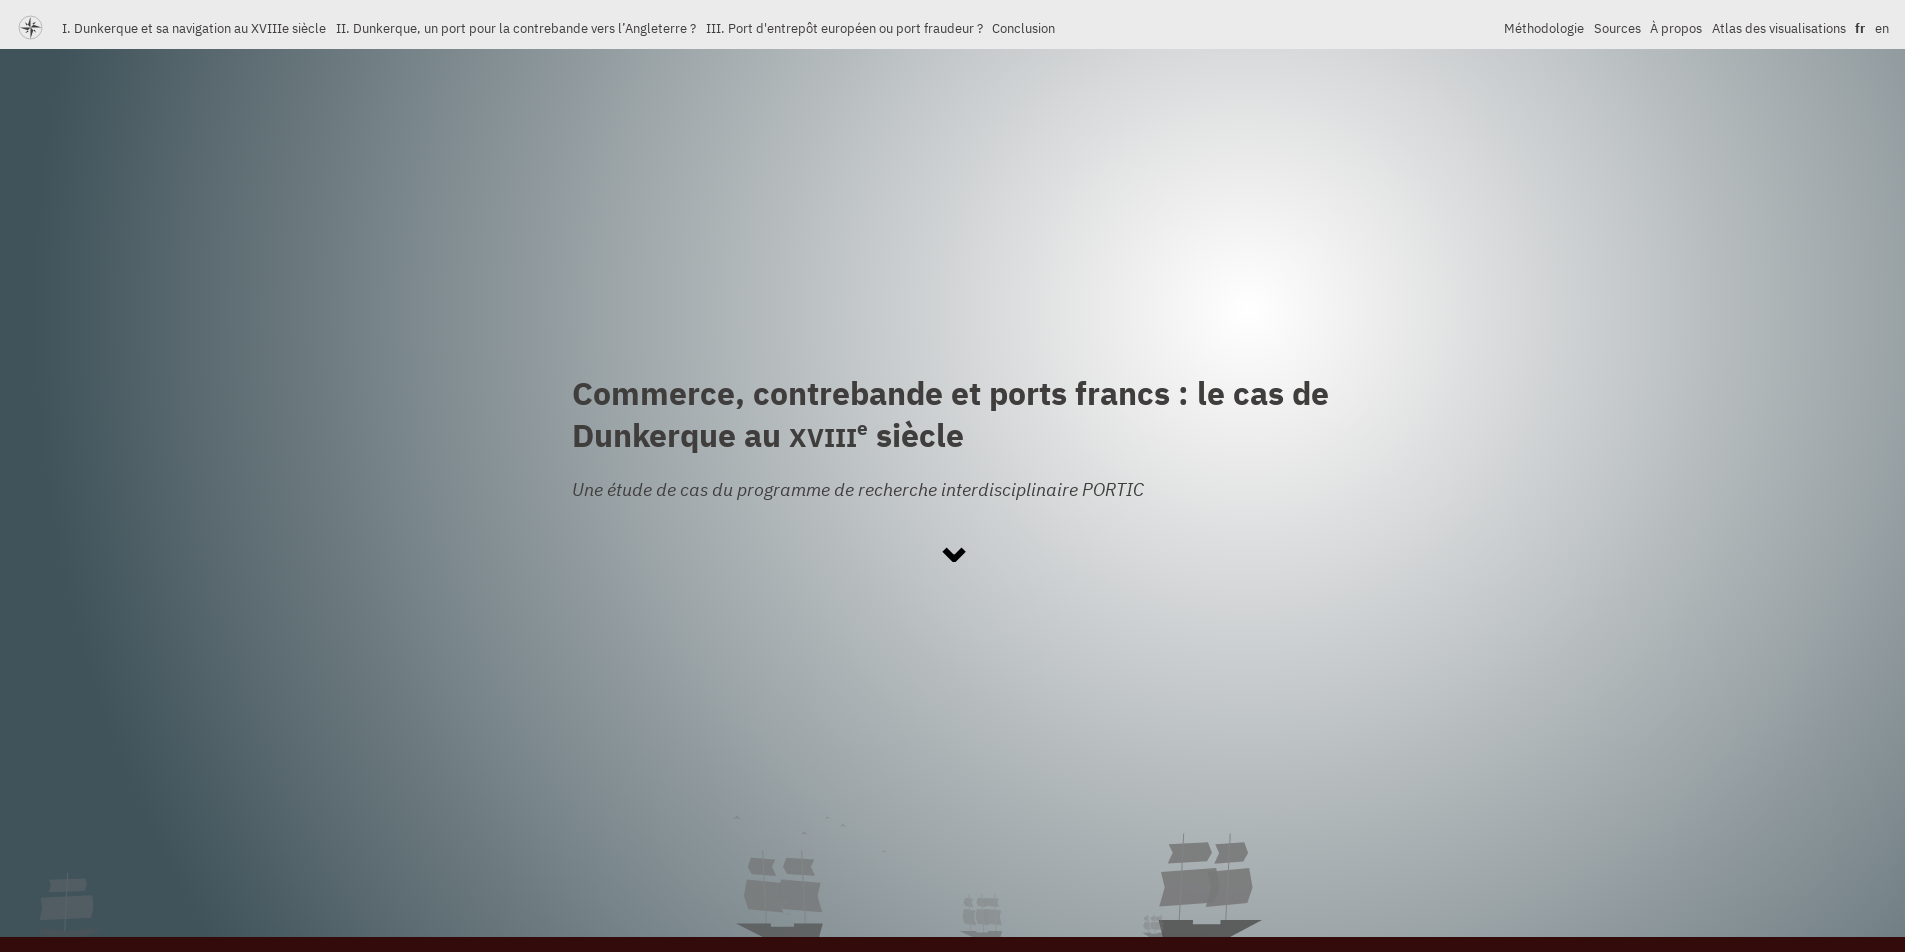 I. Dunkerque et sa navigation au XVIIIe siècle II. Dunkerque, un port pour la contrebande vers l’Angleterre ? III. Port d'entrepôt européen ou port fraudeur ? Conclusion Méthodologie Sources À propos Atlas des visualisations fr en
Commerce, contrebande et ports francs : le cas de
Dunkerque au XVIIIe siècle
Une étude de cas du programme de recherche interdisciplinaire PORTIC